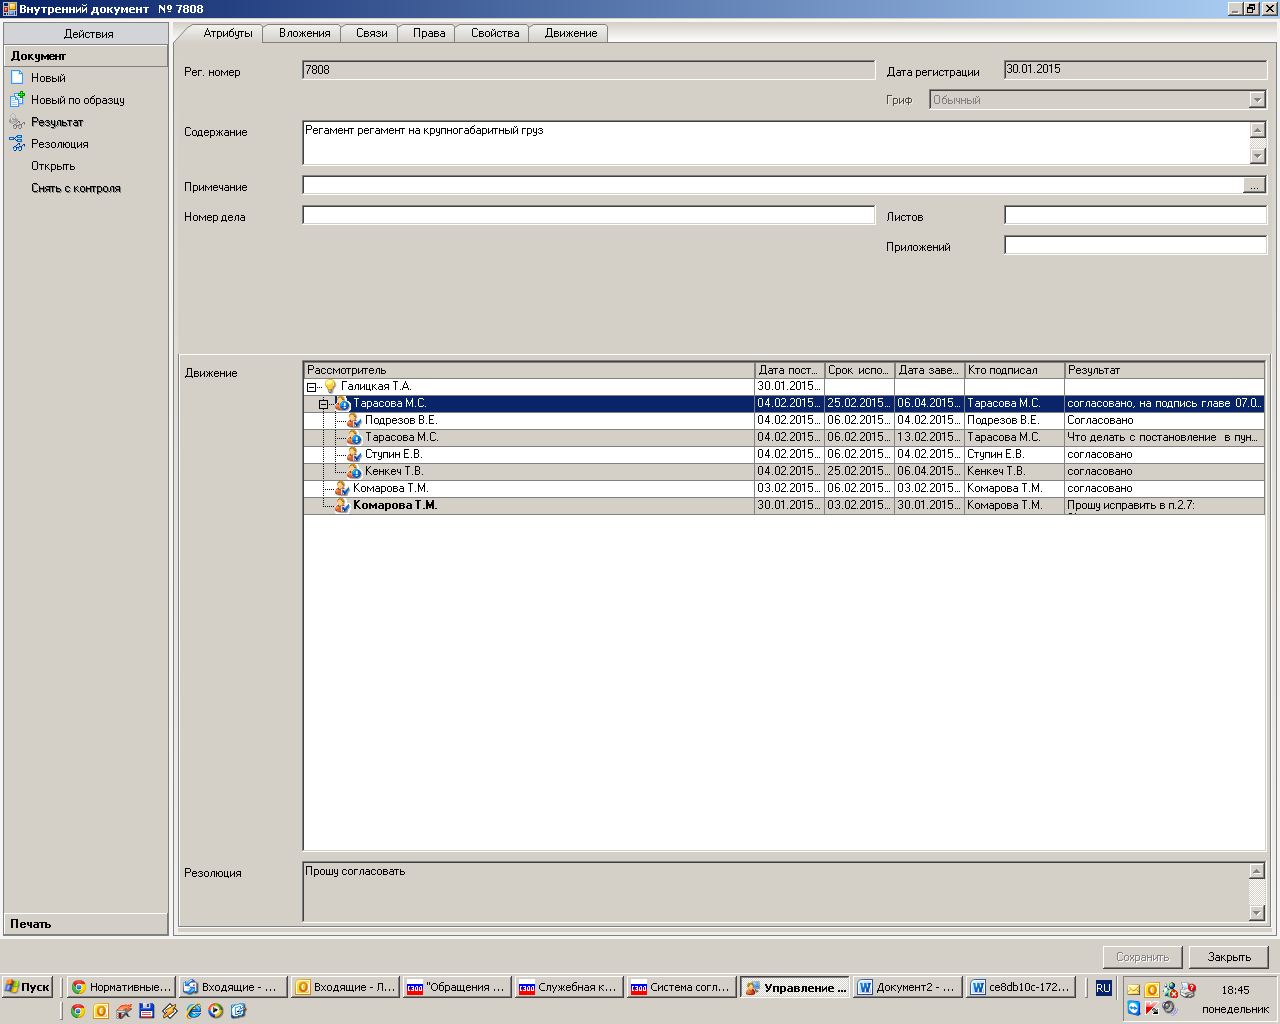 Внутренний документ № 7808
Действия
Документ
Новый
Новый по образцу
Результат
Резолюция
Открыть
Снять с контроля
Печать
Атрибуты Вложения Связи Права Свойства Движение
Рег. номер 7808 Дата регистрации 30.01.2015
Гриф Обычный
Содержание Регамент регамент на крупногабаритный груз
Примечание ...
Номер дела Листов
Приложений
Движение
Рассмотритель Дата пост... Срок испо... Дата заве... Кто подписал Результат
Галицкая Т.А. 30.01.2015...
Тарасова М.С. 04.02.2015... 25.02.2015... 06.04.2015... Тарасова М.С. согласовано, на подпись главе 07.0...
Подрезов В.Е. 04.02.2015... 06.02.2015... 04.02.2015... Подрезов В.Е. Согласовано
Тарасова М.С. 04.02.2015... 06.02.2015... 13.02.2015... Тарасова М.С. Что делать с постановление в пун...
Ступин Е.В. 04.02.2015... 06.02.2015... 04.02.2015... Ступин Е.В. согласовано
Кенкеч Т.В. 04.02.2015... 25.02.2015... 06.04.2015... Кенкеч Т.В. согласовано
Комарова Т.М. 03.02.2015... 06.02.2015... 03.02.2015... Комарова Т.М. согласовано
Комарова Т.М. 30.01.2015... 03.02.2015... 30.01.2015... Комарова Т.М. Прошу исправить в п.2.7:
Резолюция Прошу согласовать
Сохранить Закрыть
Пуск Нормативные... Входящие - ... Входящие - Л... "Обращения ... Служебная к... Система согл... Управление ... Документ2 - ... ce8db10c-172... RU 18:45
понедельник